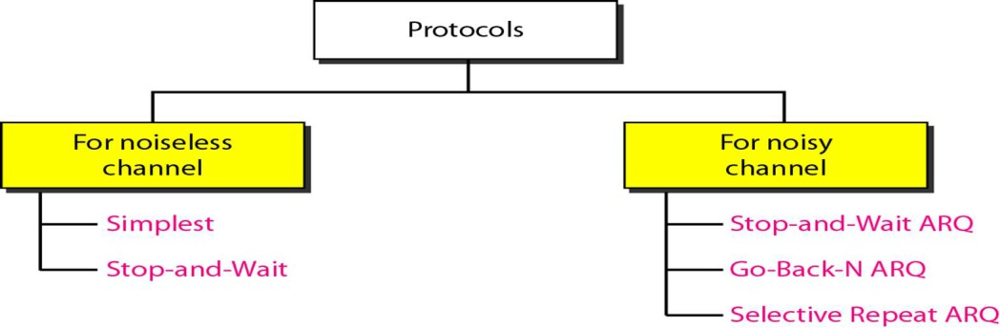 Protocols
For noiseless
channel
For noisy
channel
Simplest
Stop-and-Wait
Stop-and-Wait ARQ
Go-Back-N ARQ
Selective Repeat ARQ